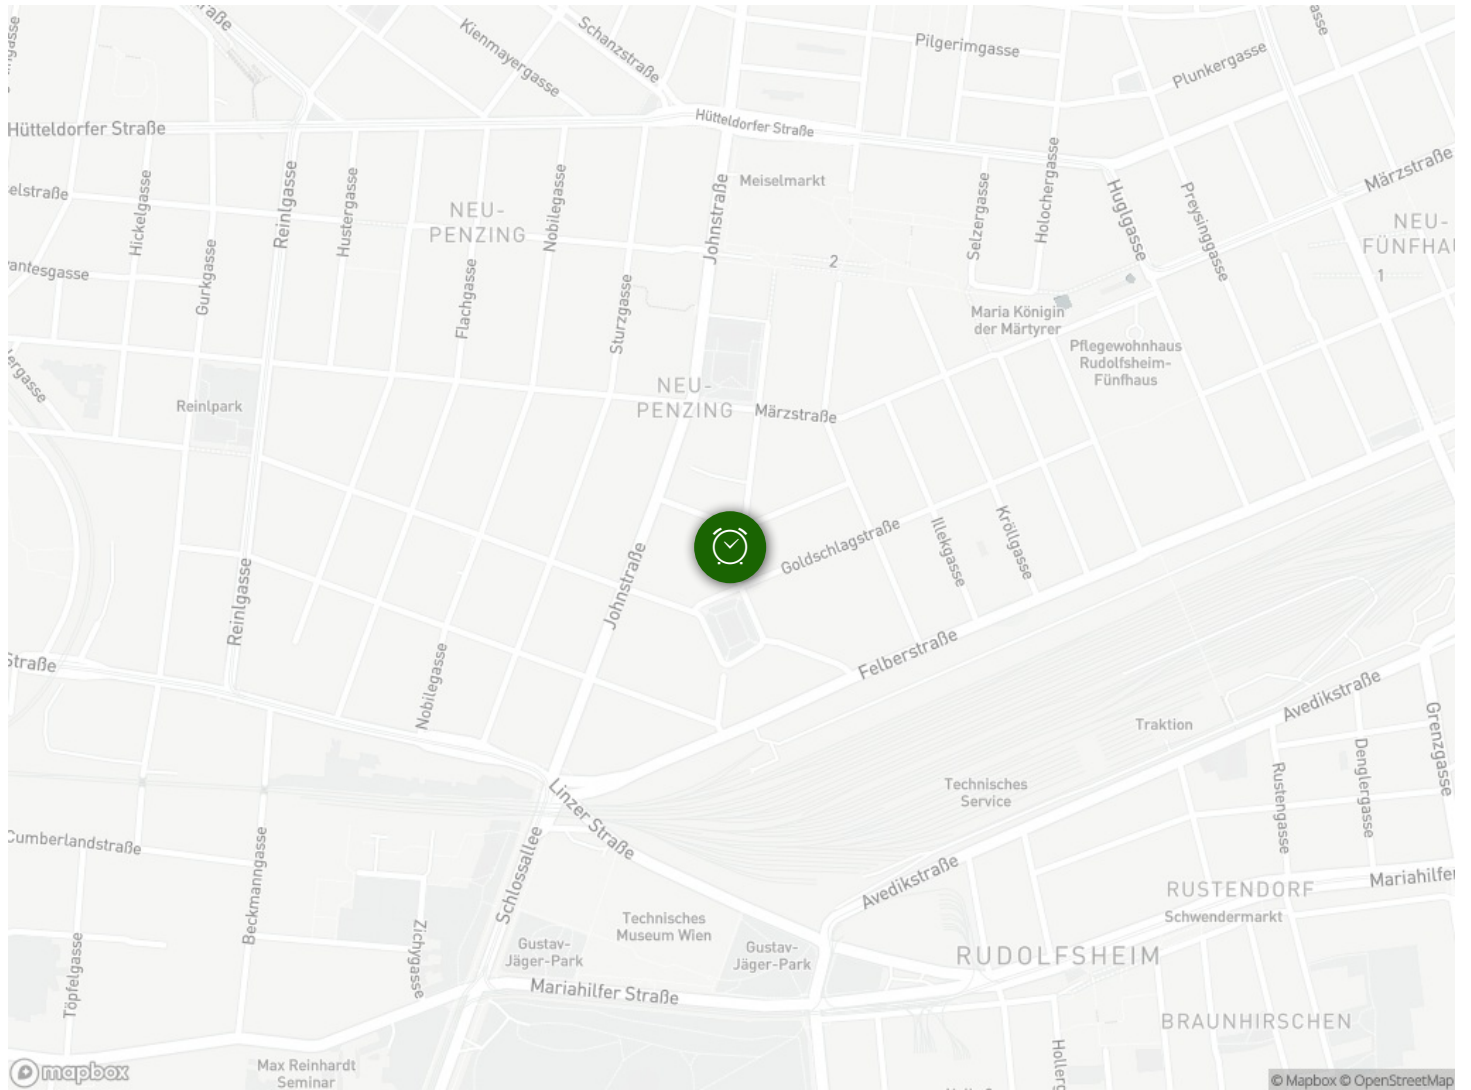 Schanzstraße
Kienmayergasse
Pilgerimgasse
Plunkergasse
Hütteldorfer Straße
Hütteldorfer Straße
Märzstraße
Meiselmarkt
Hickelgasse
Reinlgasse
Hustergasse
NEU-
PENZING
Nobilegasse
Johnstraße
Selzergasse
Holochergasse
Huglgasse
Preysinggasse
NEU-
2
1
Gurkgasse
Flachgasse
Sturzgasse
Maria Königin
der Märtyrer
Pflegewohnhaus
Rudolfsheim-
Fünfhaus
Reinlpark
NEU-
PENZING
Märzstraße
Goldschlagstraße
Illekgasse
Kröllgasse
Reinlgasse
Johnstraße
Straße
Nobilegasse
Felberstraße
Avedikstraße
Traktion
Grenzgasse
Rustengasse
Denglergasse
Technisches
Service
Linzer Straße
Cumberlandstraße
Beckmanngasse
Schlossallee
Avedikstraße
RUSTENDORF
Mariahilfer
Schwendermarkt
Töpfelgasse
Zichygasse
Gustav-
Jäger-Park
Technisches
Museum Wien
Gustav-
Jäger-Park
RUDOLFSHEIM
Mariahilfer Straße
BRAUNHIRSCHEN
Max Reinhardt
Seminar
mapbox
© Mapbox © OpenStreetMap